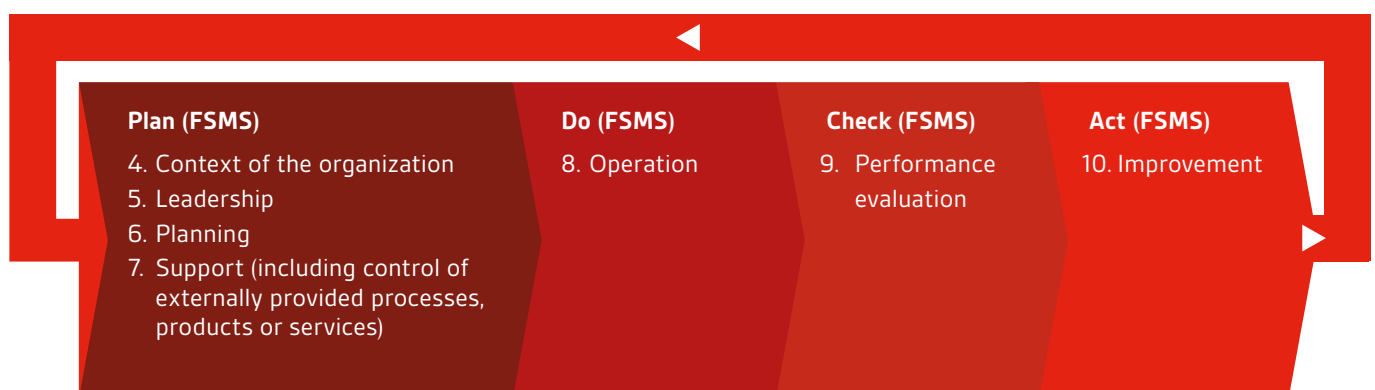 Plan (FSMS)
4. Context of the organization
5. Leadership
6. Planning
7. Support (including control of
externally provided processes,
products or services)
Do (FSMS)
8. Operation
Check (FSMS)
9. Performance
evaluation
Act (FSMS)
10. Improvement